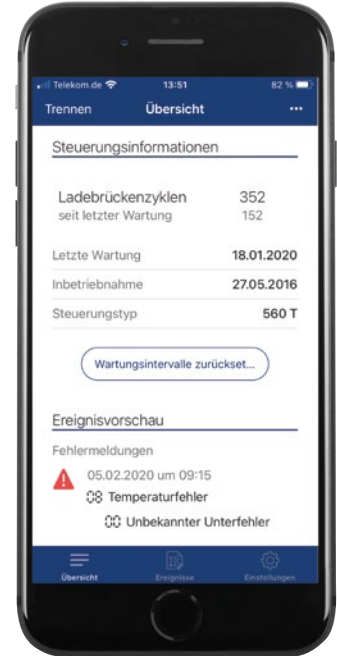 Telekom.de 13:51 82 %
Trennen Übersicht ...
Steuerungsinformationen
Ladebrückenzyklen 352
seit letzter Wartung 152
Letzte Wartung 18.01.2020
Inbetriebnahme 27.05.2016
Steuerungstyp 560 T
Wartungsintervalle zurückset...
Ereignisvorschau
Fehlermeldungen
05.02.2020 um 09:15
08 Temperaturfehler
00 Unbekannter Unterfehler
Übersicht Ereignisse Einstellungen